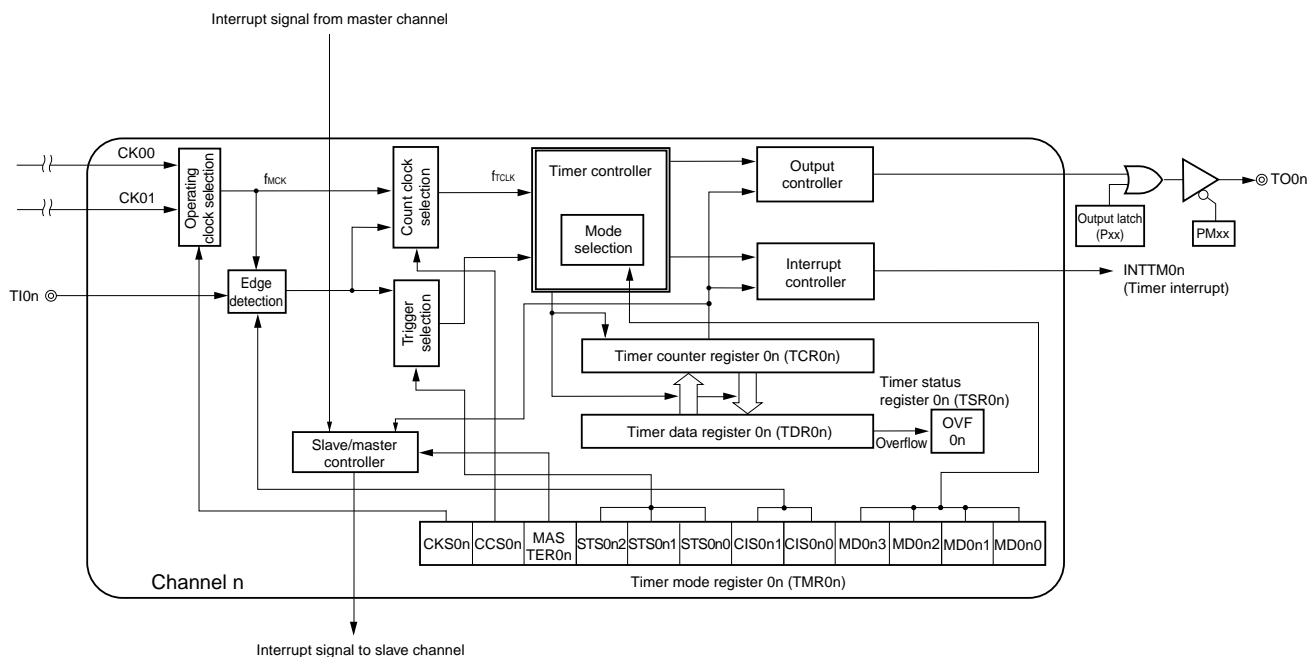 Interrupt signal from master channel
CK00
CK01
Operating
clock selection
fMCK
Count clock
selection
fTCLK
Timer controller
Mode
selection
Output
controller
TO0n
Output latch
(Pxx)
PMxx
Interrupt
controller
INTTM0n
(Timer interrupt)
TI0n
Edge
detection
Trigger
selection
Timer counter register 0n (TCR0n)
Timer status
register 0n (TSR0n)
Timer data register 0n (TDR0n)
Overflow
OVF
0n
Slave/master
controller
CKS0n
CCS0n
MAS
TER0n
STS0n2
STS0n1
STS0n0
CIS0n1
CIS0n0
MD0n3
MD0n2
MD0n1
MD0n0
Channel n
Timer mode register 0n (TMR0n)
Interrupt signal to slave channel